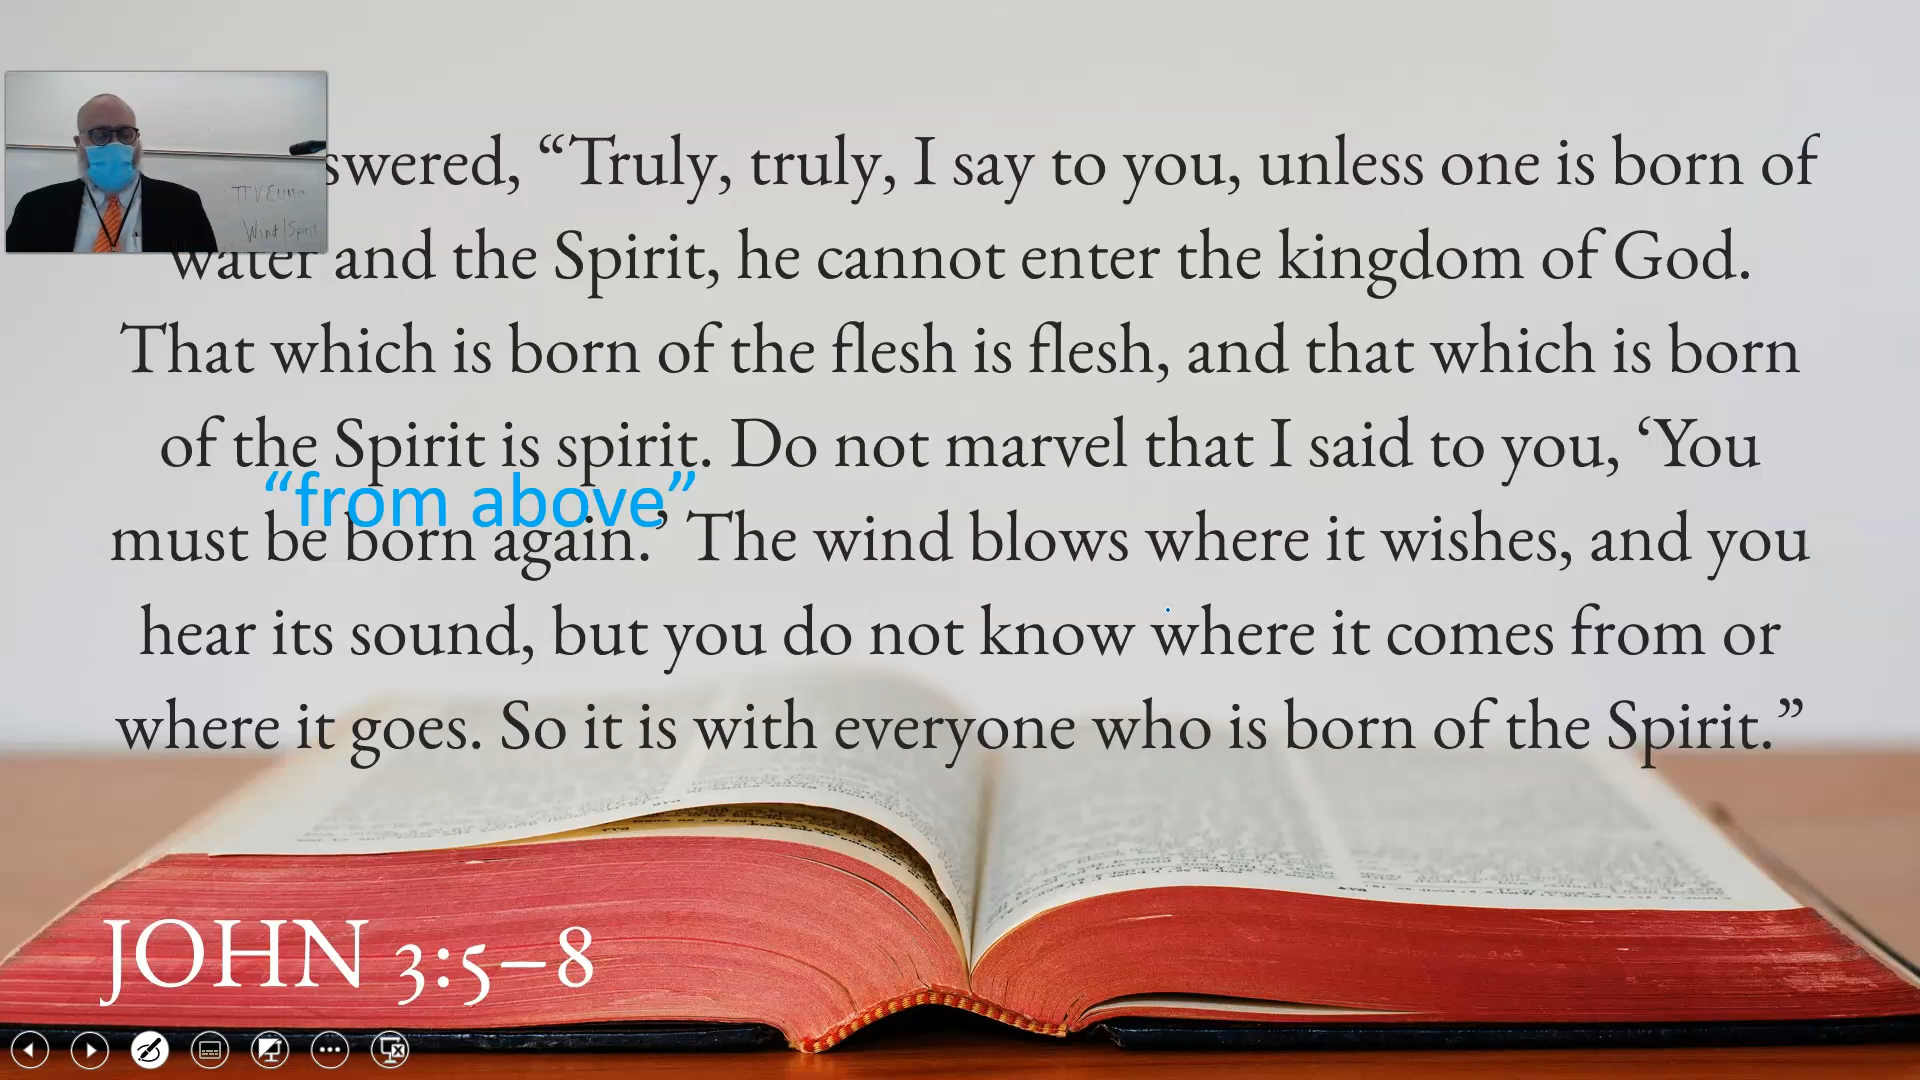 swered, “Truly, truly, I say to you, unless one is born of
water and the Spirit, he cannot enter the kingdom of God.
That which is born of the flesh is flesh, and that which is born
of the Spirit is spirit. Do not marvel that I said to you, ‘You
“from above”
must be born again.’ The wind blows where it wishes, and you
hear its sound, but you do not know where it comes from or
where it goes. So it is with everyone who is born of the Spirit.”
Wind/Spirit
JOHN 3:5–8